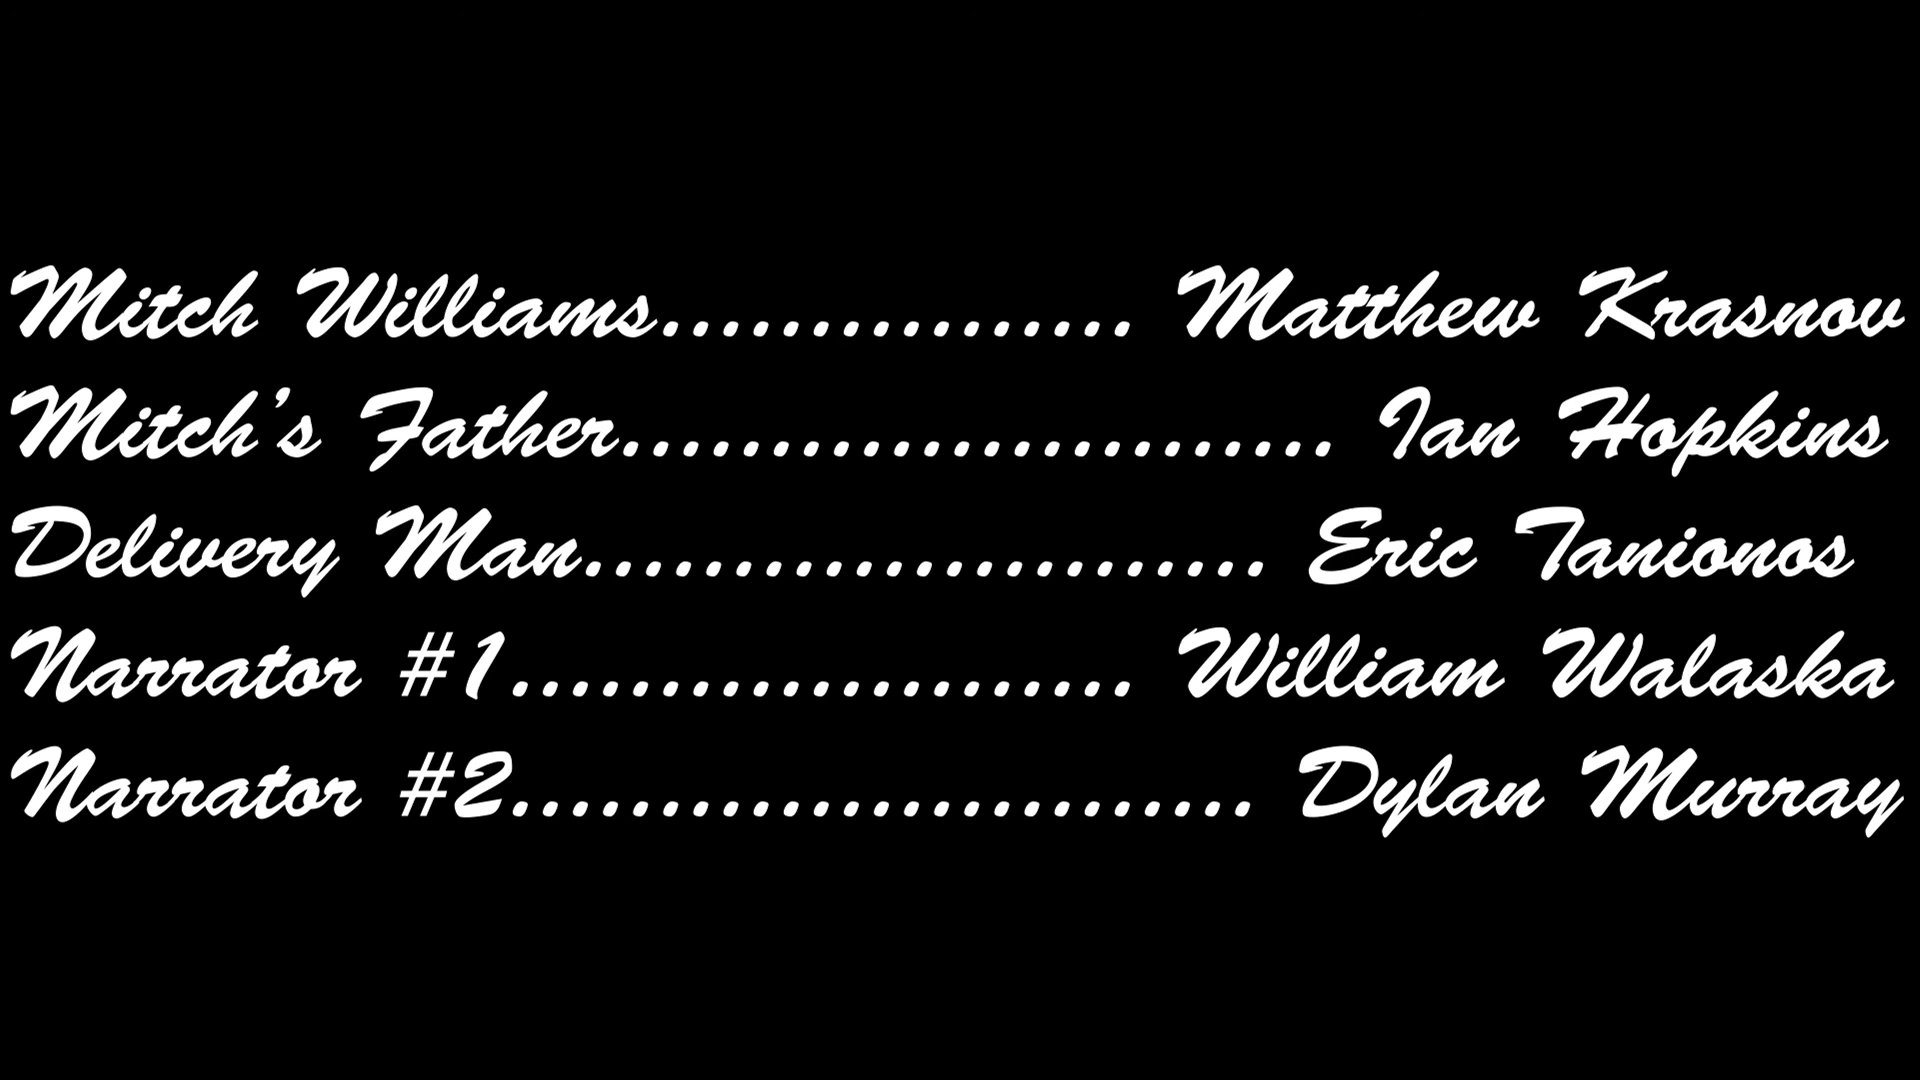 Mitch Williams................ Matthew Krasnov
Mitch’s Father........................ Ian Hopkins
Delivery Man....................... Eric Tanionos
Narrator #1..................... William Walaska
Narrator #2......................... Dylan Murray